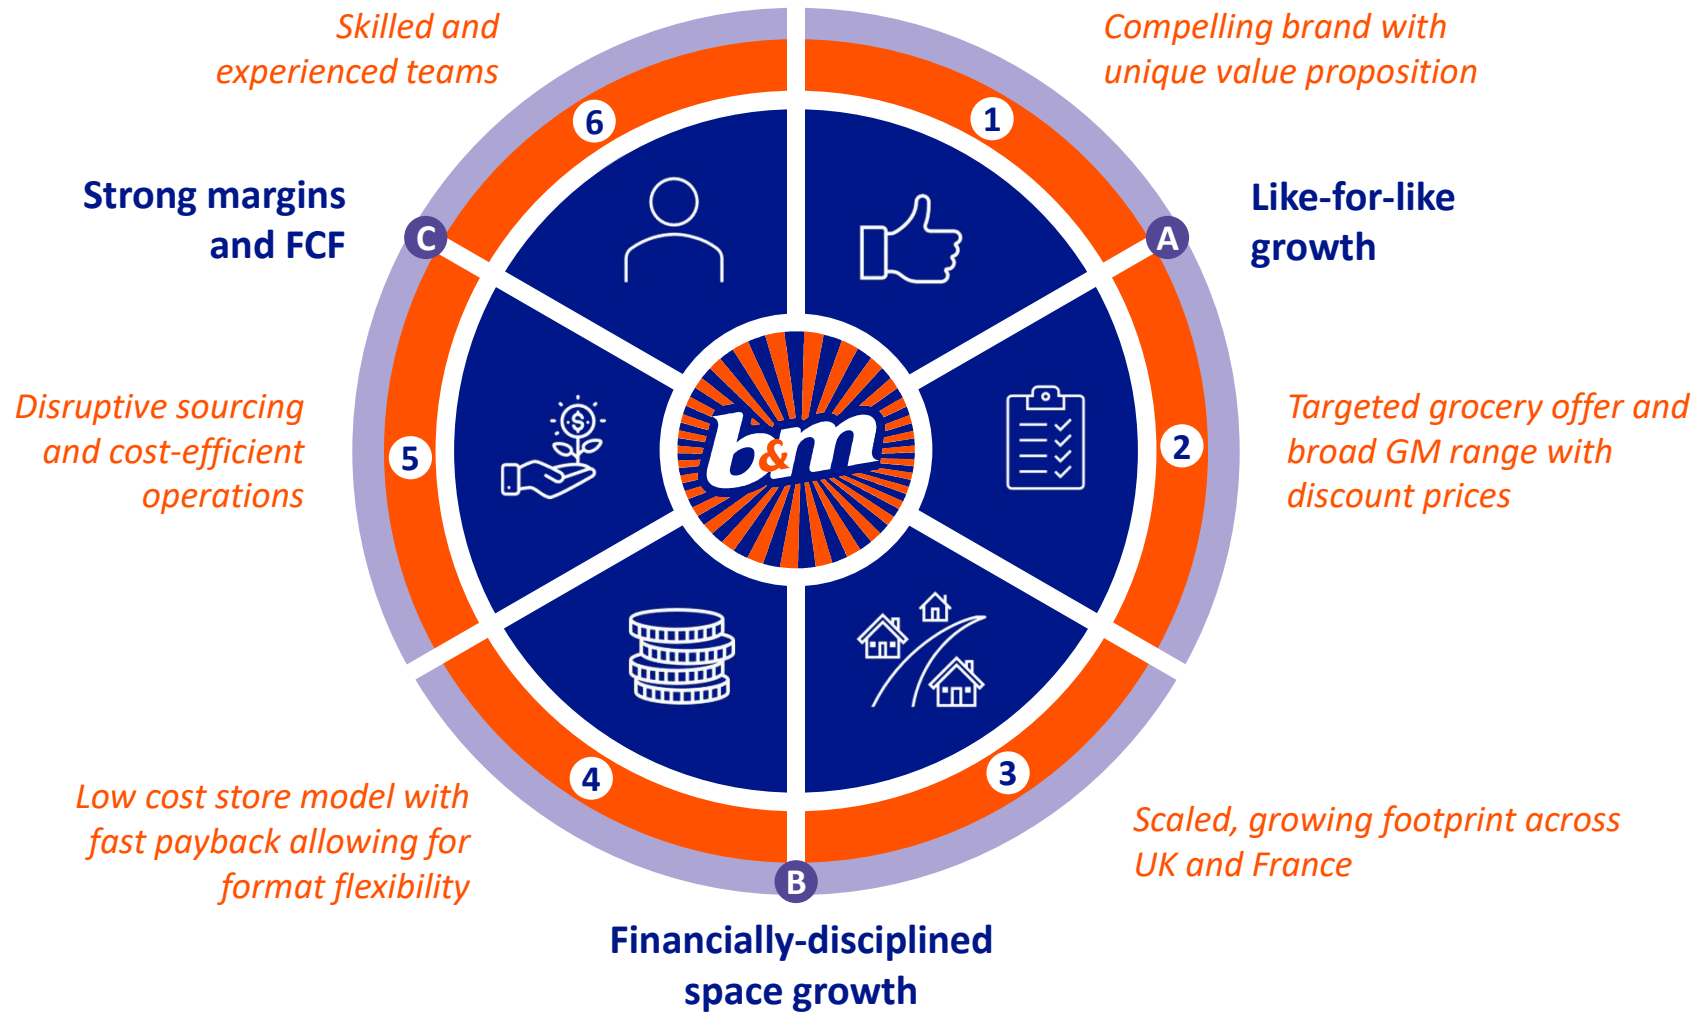 Skilled and
experienced teams
Compelling brand with
unique value proposition
6
1
Strong margins
and FCF
C
Like-for-like
growth
A
Disruptive sourcing
and cost-efficient
operations
5
$
b&m
2
Targeted grocery offer and
broad GM range with
discount prices
4
3
Low cost store model with
fast payback allowing for
format flexibility
Scaled, growing footprint across
UK and France
B
Financially-disciplined
space growth